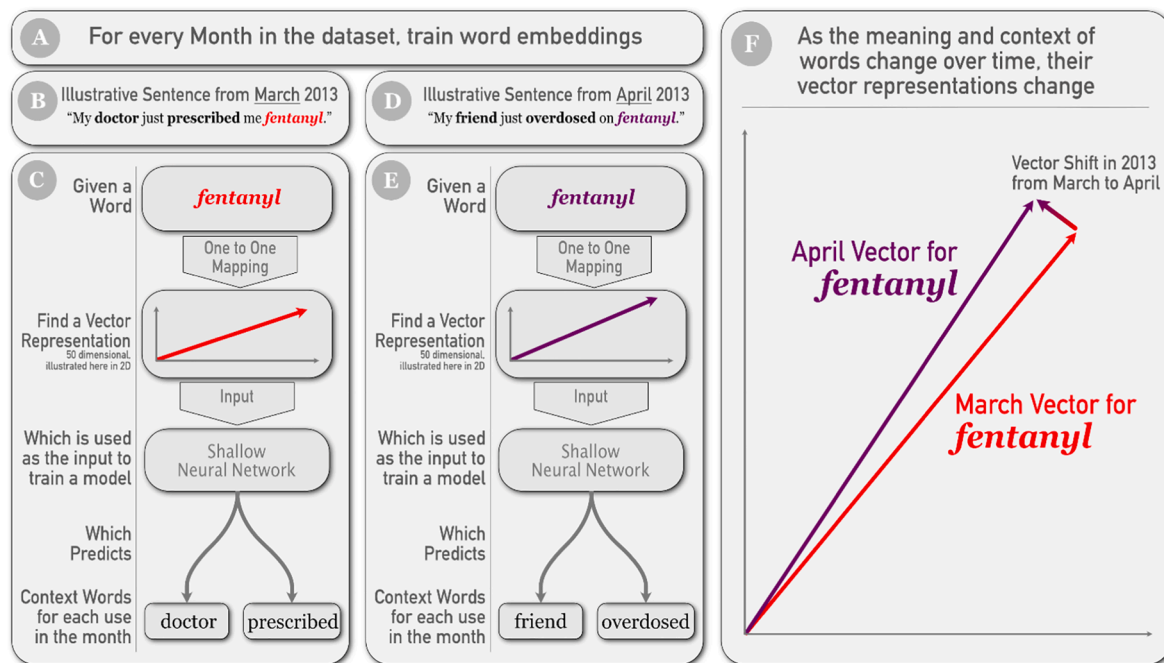 A
For every Month in the dataset, train word embeddings
B
Illustrative Sentence from March 2013
“My doctor just prescribed me fentanyl.”
D
Illustrative Sentence from April 2013
“My friend just overdosed on fentanyl.”
C
Given a
Word
fentanyl
One to One
Mapping
Find a Vector
Representation
50 dimensional,
illustrated here in 2D
Input
Which is used
as the input to
train a model
Shallow
Neural Network
Which
Predicts
Context Words
for each use
in the month
doctor
prescribed
E
Given a
Word
fentanyl
One to One
Mapping
Find a Vector
Representation
50 dimensional,
illustrated here in 2D
Input
Which is used
as the input to
train a model
Shallow
Neural Network
Which
Predicts
Context Words
for each use
in the month
friend
overdosed
F
As the meaning and context of
words change over time, their
vector representations change
Vector Shift in 2013
from March to April
April Vector for
fentanyl
March Vector for
fentanyl